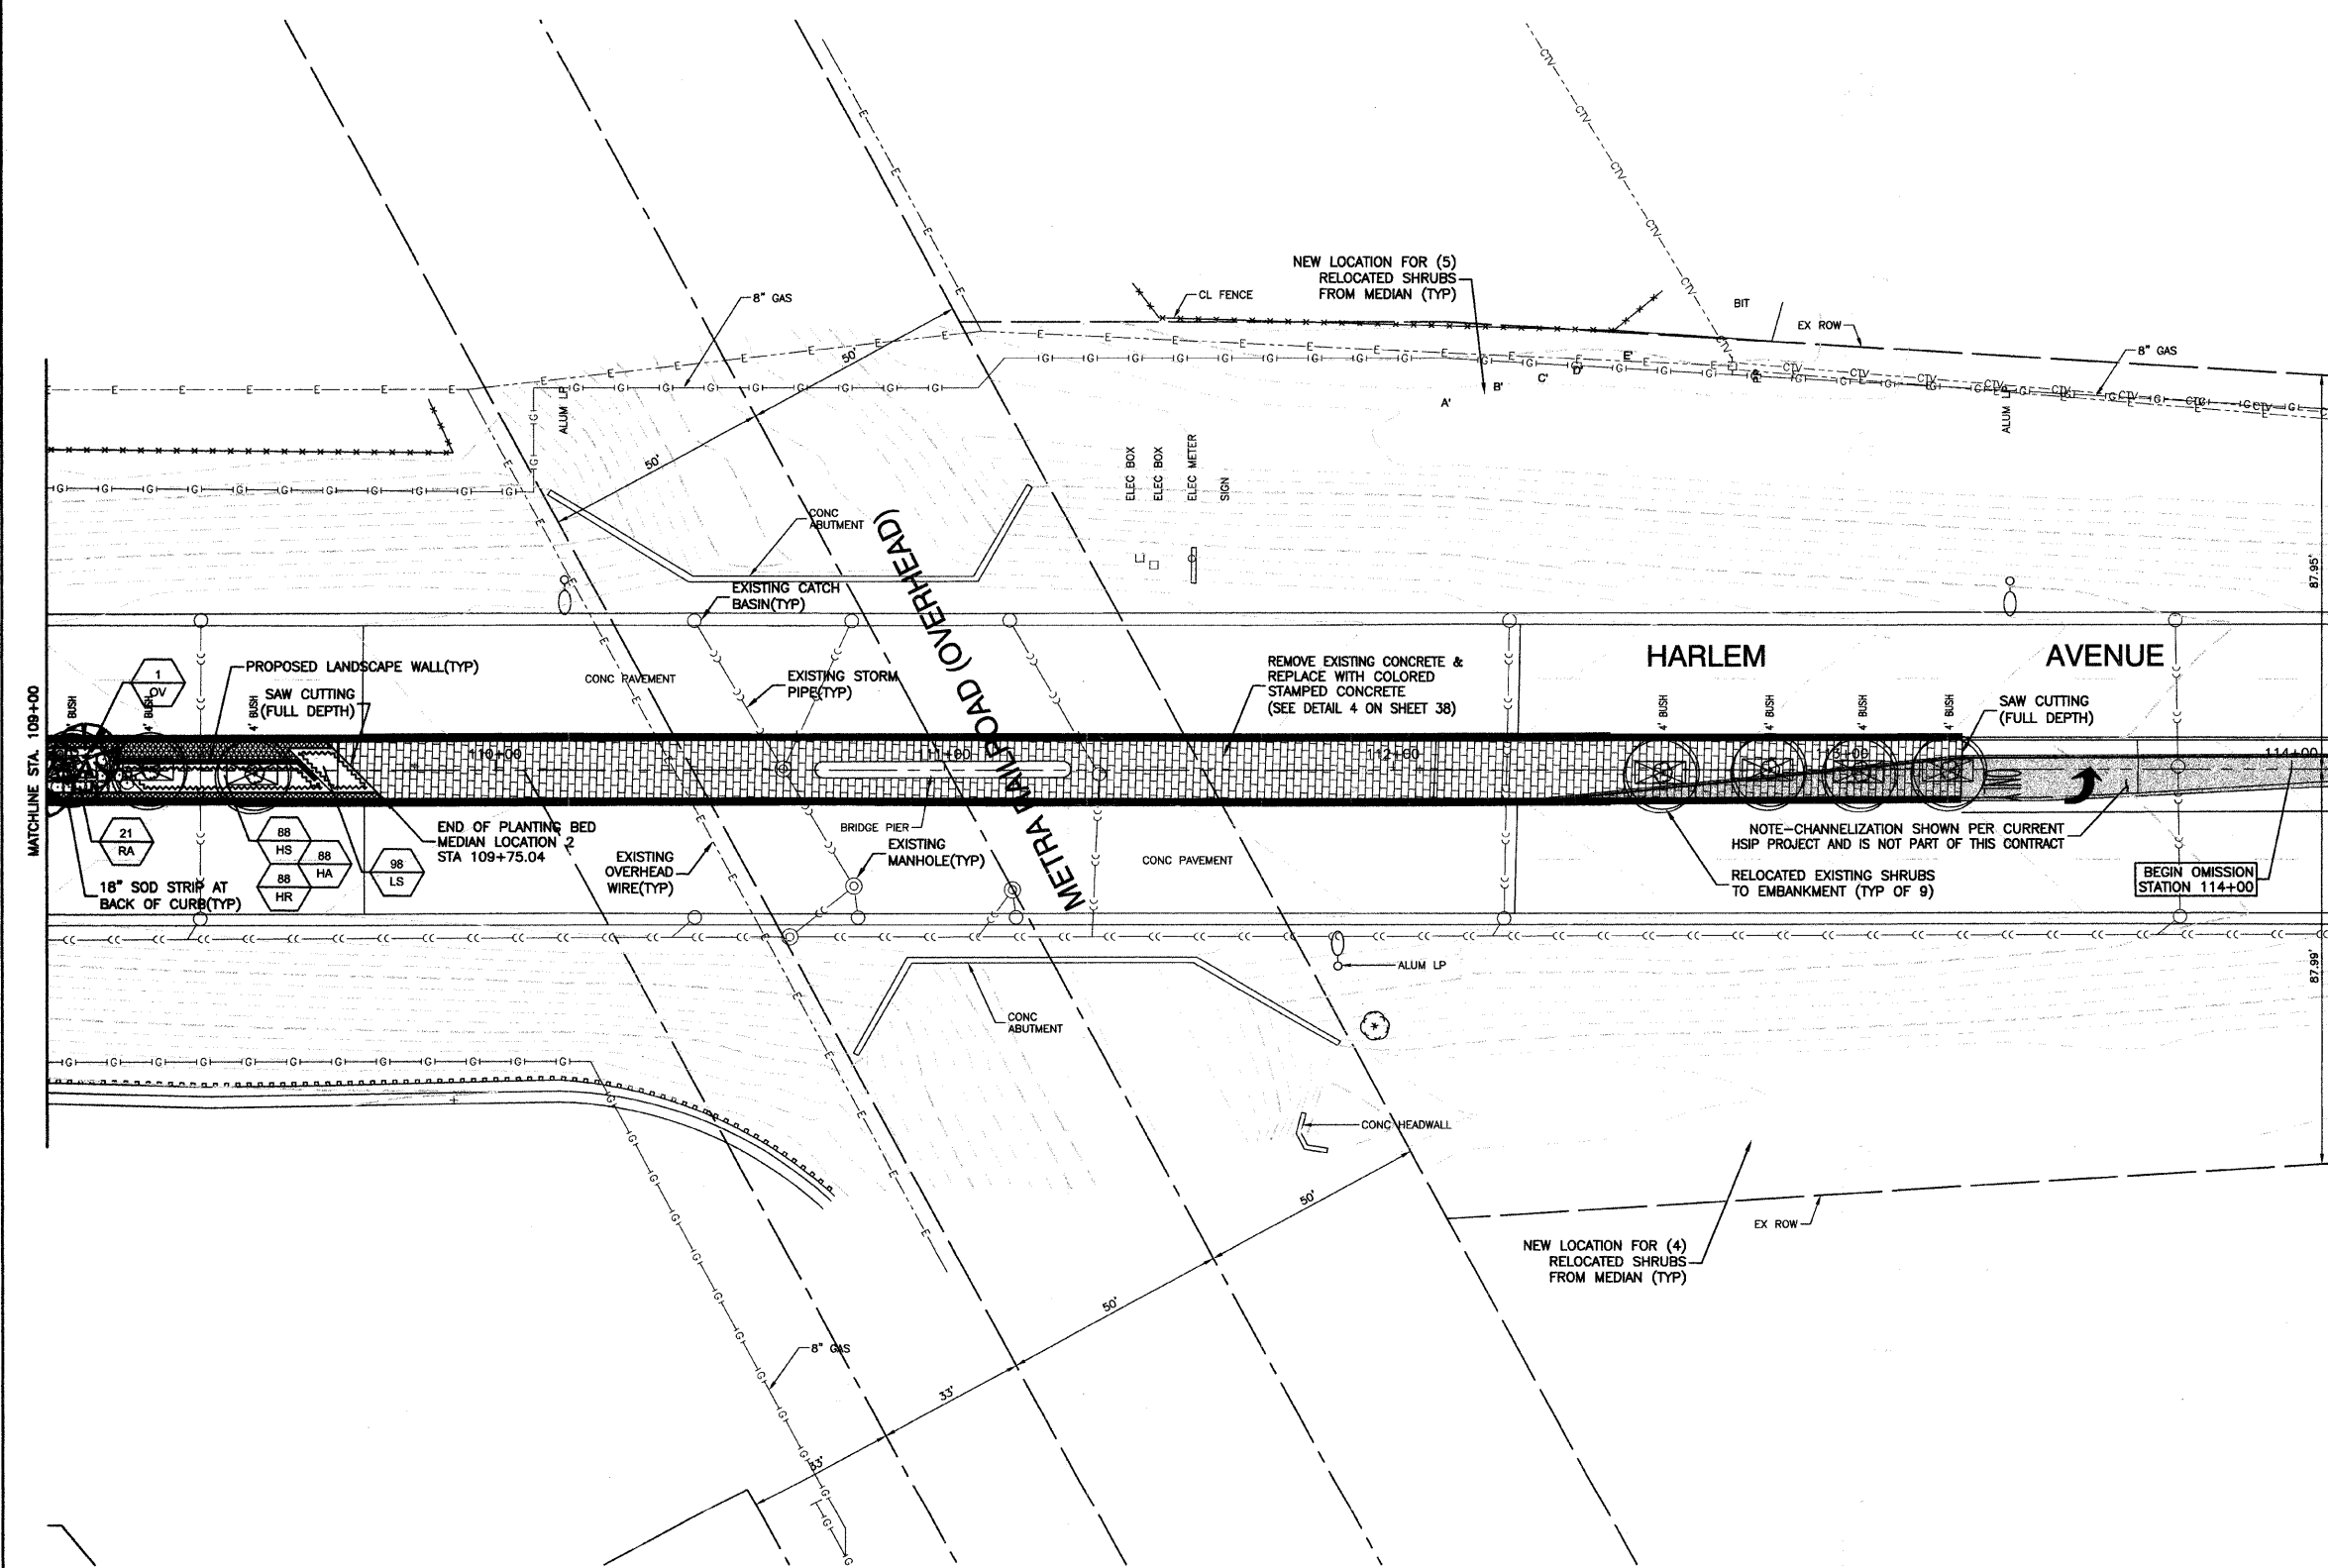 NEW LOCATION FOR (5)
RELOCATED SHRUBS
FROM MEDIAN (TYP)
CL FENCE
8" GAS
BIT
EX ROW
8" GAS
50'
50'
ALUM LP
A'
B'
C'
D'
E'
ALUM LP
ELEC BOX
ELEC BOX
ELEC METER
SIGN
CONC
ABUTMENT
METRA RAILROAD (OVERHEAD)
87.95'
EXISTING CATCH
BASIN(TYP)
HARLEM AVENUE
MATCHLINE STA. 109+00
1
OV
PROPOSED LANDSCAPE WALL(TYP)
SAW CUTTING
(FULL DEPTH)
CONC PAVEMENT
EXISTING STORM
PIPE(TYP)
REMOVE EXISTING CONCRETE &
REPLACE WITH COLORED
STAMPED CONCRETE
(SEE DETAIL 4 ON SHEET 38)
SAW CUTTING
(FULL DEPTH)
4' BUSH
4' BUSH
4' BUSH
4' BUSH
4' BUSH
4' BUSH
110+00
111+00
112+00
113+00
114+00
21
RA
88
HS
88
HA
88
HR
98
LS
END OF PLANTING BED
MEDIAN LOCATION 2
STA 109+75.04
18" SOD STRIP AT
BACK OF CURB(TYP)
EXISTING
OVERHEAD
WIRE(TYP)
BRIDGE PIER
EXISTING
MANHOLE(TYP)
CONC PAVEMENT
NOTE-CHANNELIZATION SHOWN PER CURRENT
HSIP PROJECT AND IS NOT PART OF THIS CONTRACT
RELOCATED EXISTING SHRUBS
TO EMBANKMENT (TYP OF 9)
BEGIN OMISSION
STATION 114+00
87.99'
ALUM LP
CONC
ABUTMENT
CONC HEADWALL
50'
EX ROW
NEW LOCATION FOR (4)
RELOCATED SHRUBS
FROM MEDIAN (TYP)
50'
8" GAS
33'
33'